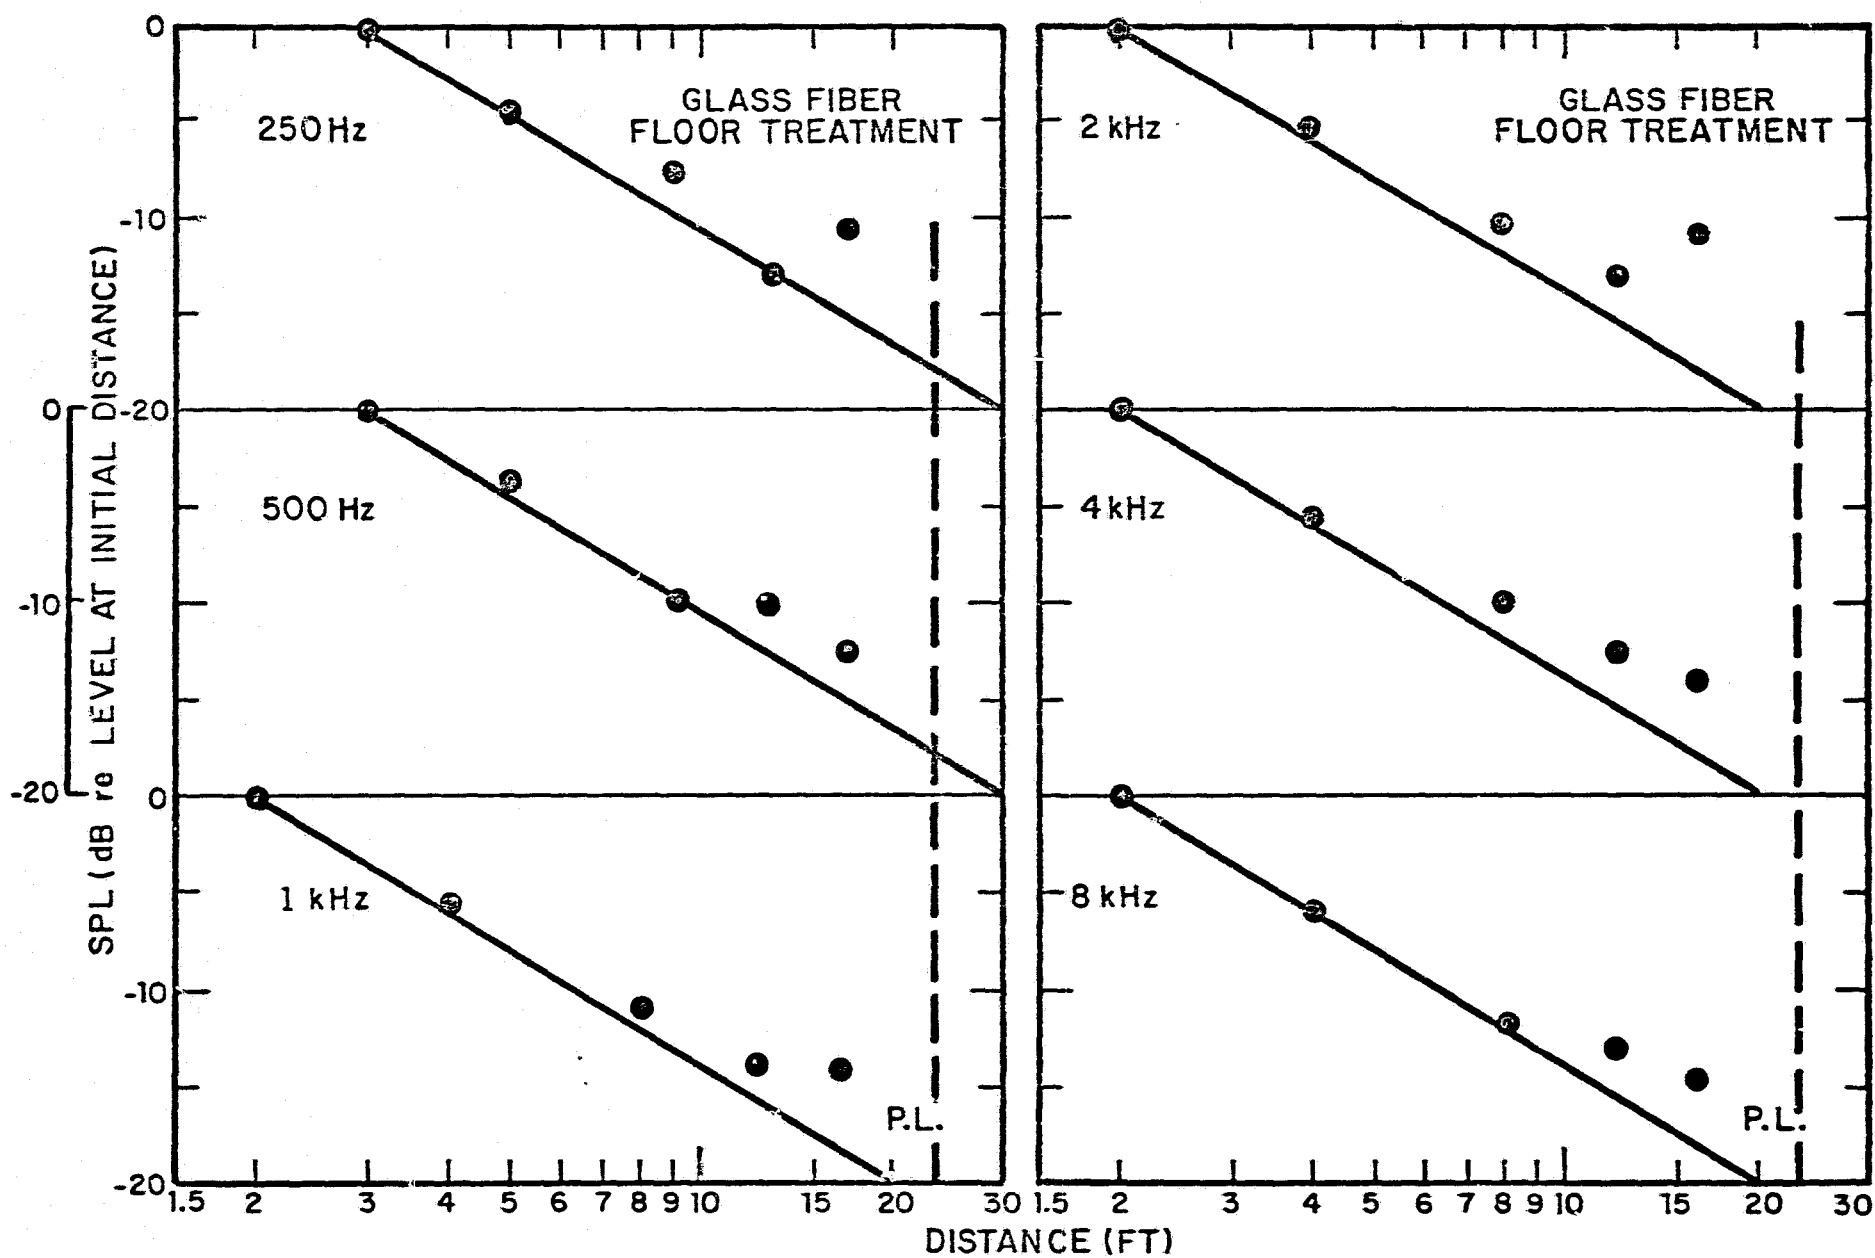 0
-10
-20
0
-10
-20
0
-10
-20
SPL (dB re LEVEL AT INITIAL DISTANCE)
250 Hz
GLASS FIBER
FLOOR TREATMENT
500 Hz
1 kHz
P.L.
1.5 2 3 4 5 6 7 8 9 10 15 20 30
2 kHz
GLASS FIBER
FLOOR TREATMENT
4 kHz
8 kHz
P.L.
1.5 2 3 4 5 6 7 8 9 10 15 20 30
DISTANCE (FT)